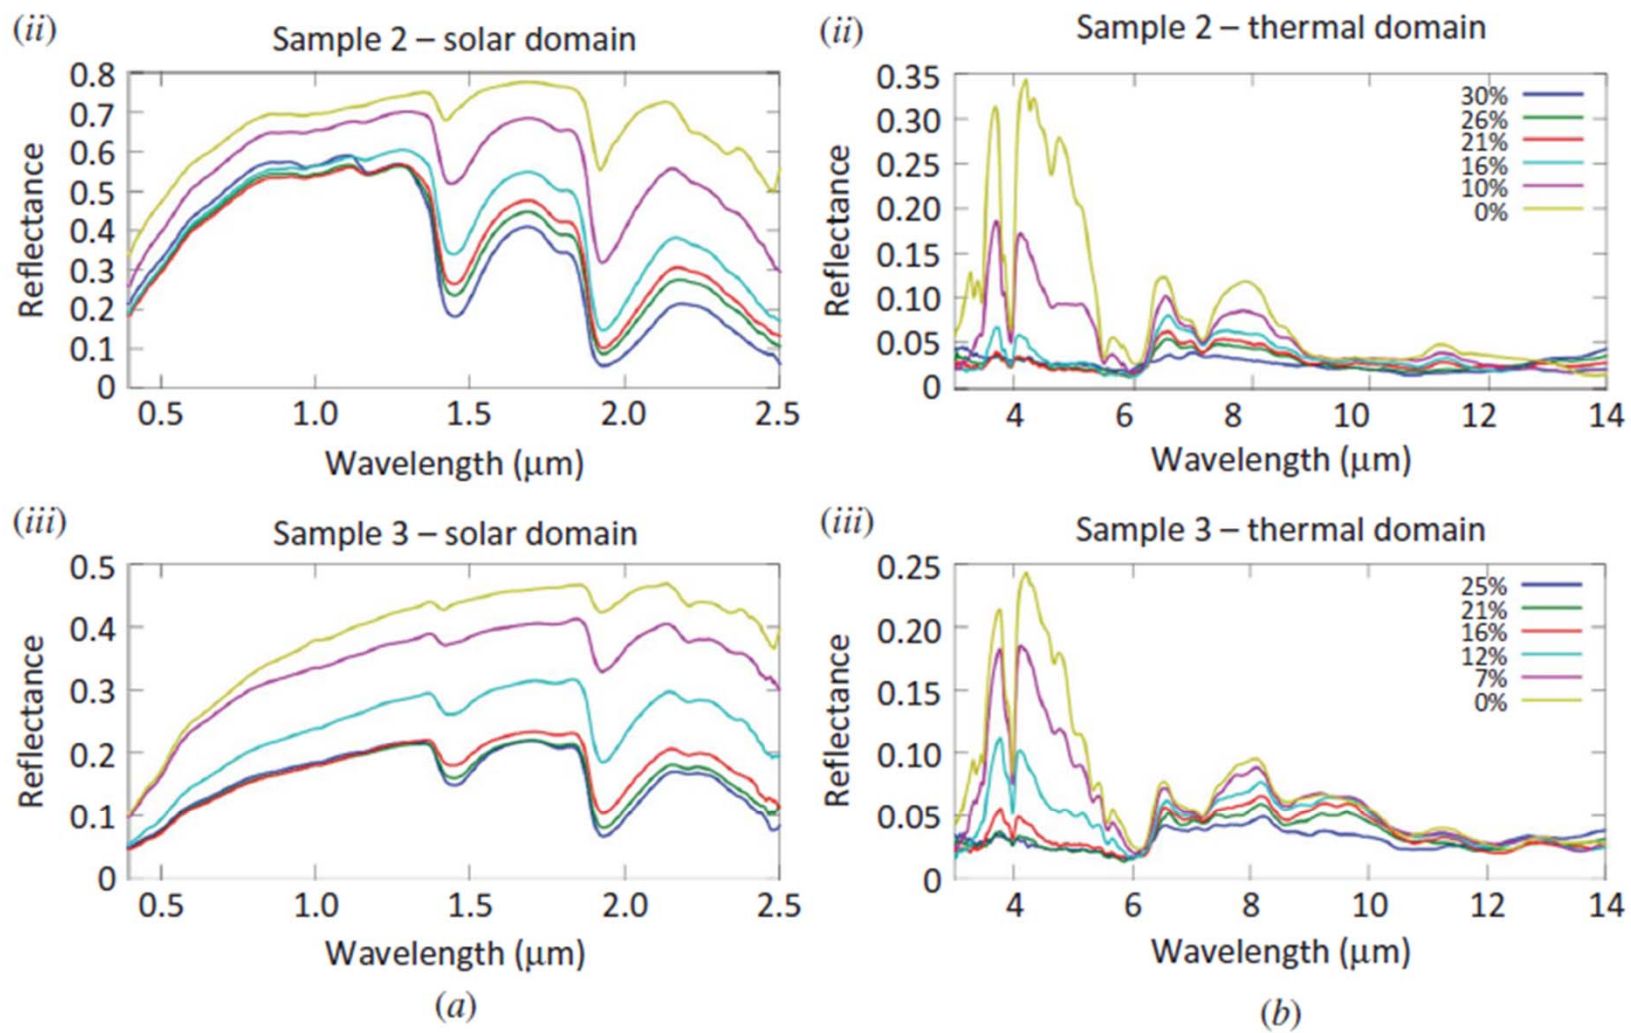 (ii)
Sample 2 – solar domain
Reflectance
0.8
0.7
0.6
0.5
0.4
0.3
0.2
0.1
0
0.5 1.0 1.5 2.0 2.5
Wavelength (μm)
(ii)
Sample 2 – thermal domain
Reflectance
0.35
0.30
0.25
0.20
0.15
0.10
0.05
0
30%
26%
21%
16%
10%
0%
4 6 8 10 12 14
Wavelength (μm)
(iii)
Sample 3 – solar domain
Reflectance
0.5
0.4
0.3
0.2
0.1
0
0.5 1.0 1.5 2.0 2.5
Wavelength (μm)
(a)
(iii)
Sample 3 – thermal domain
Reflectance
0.25
0.20
0.15
0.10
0.05
0
25%
21%
16%
12%
7%
0%
4 6 8 10 12 14
Wavelength (μm)
(b)